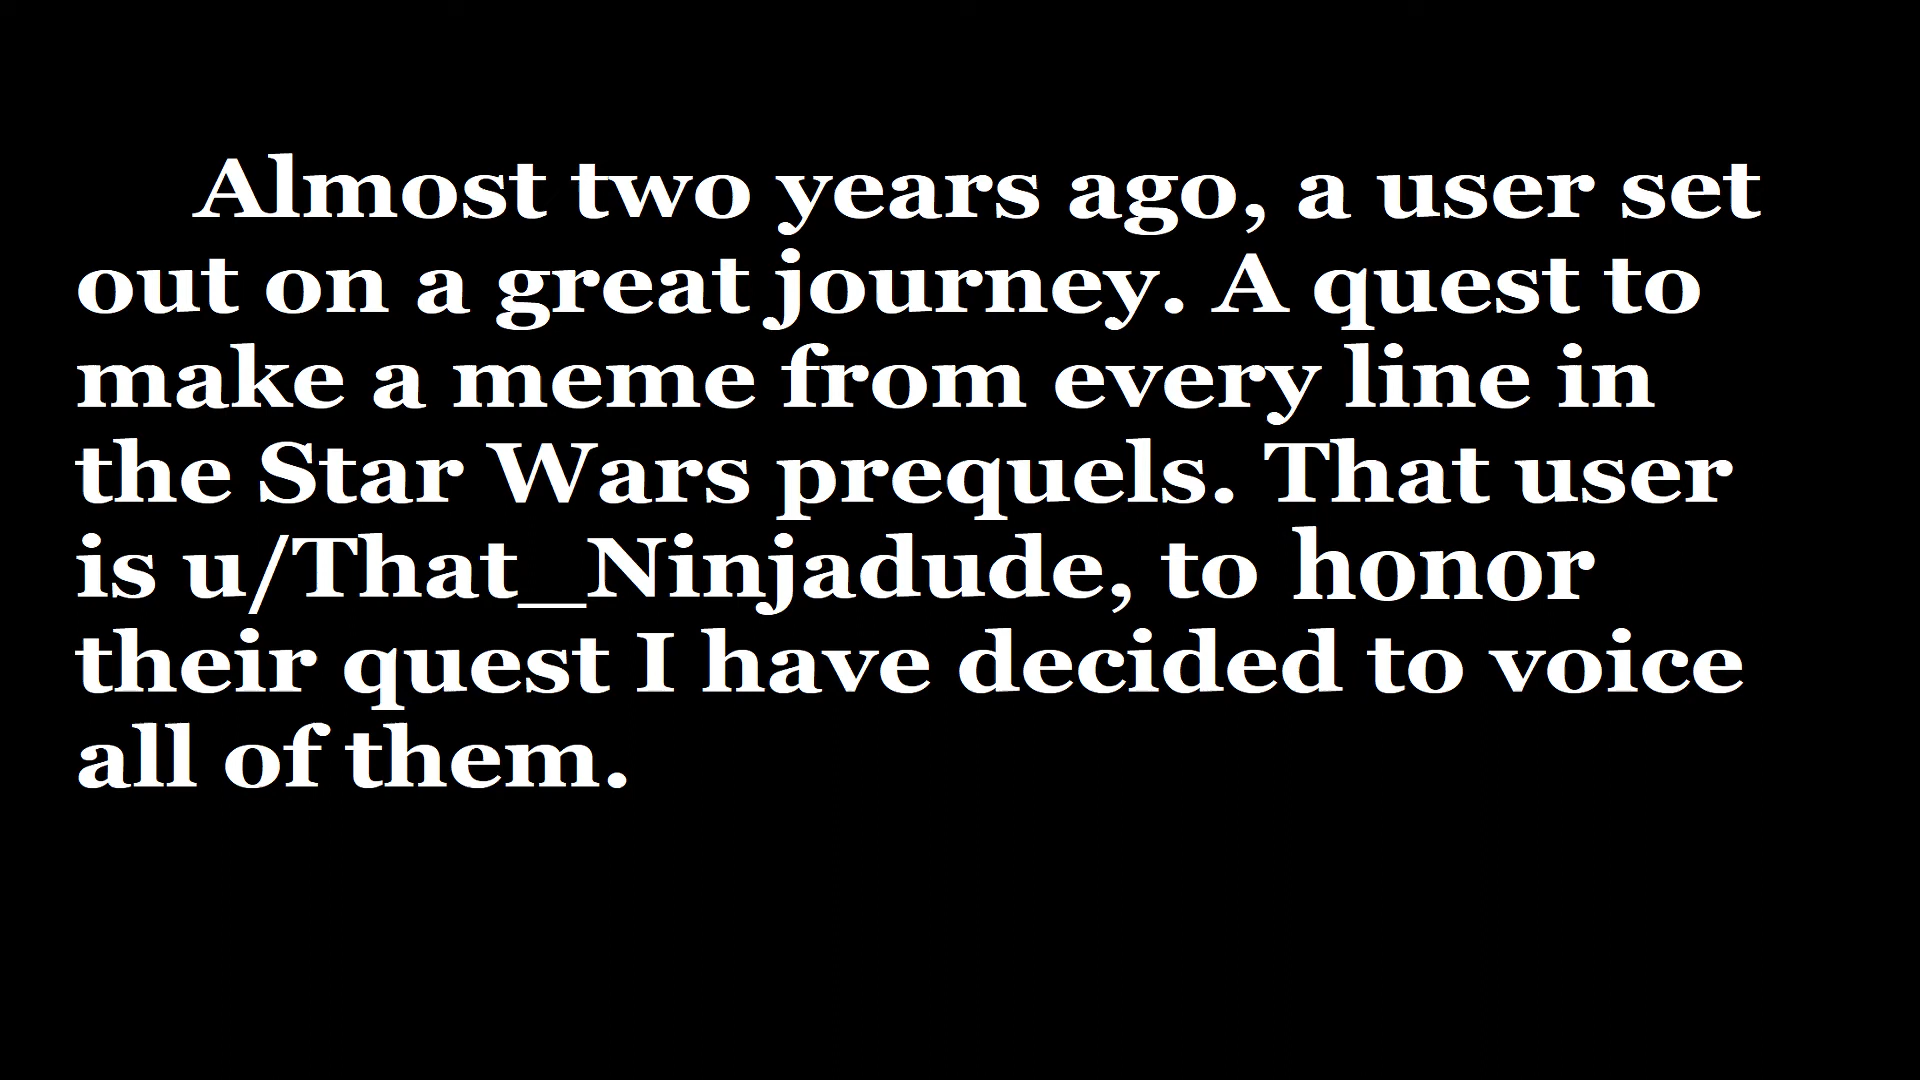 Almost two years ago, a user set
out on a great journey. A quest to
make a meme from every line in
the Star Wars prequels. That user
is u/That_Ninjadude, to honor
their quest I have decided to voice
all of them.